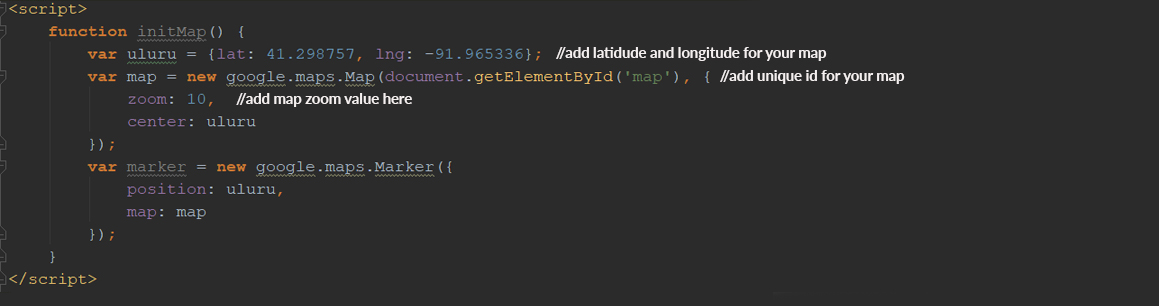 <script>
    function initMap() {
        var uluru = {lat: 41.298757, lng: -91.965336}; //add latidude and longitude for your map
        var map = new google.maps.Map(document.getElementById('map'), { //add unique id for your map
            zoom: 10, //add map zoom value here
            center: uluru
        });
        var marker = new google.maps.Marker({
            position: uluru,
            map: map
        });
    }
</script>